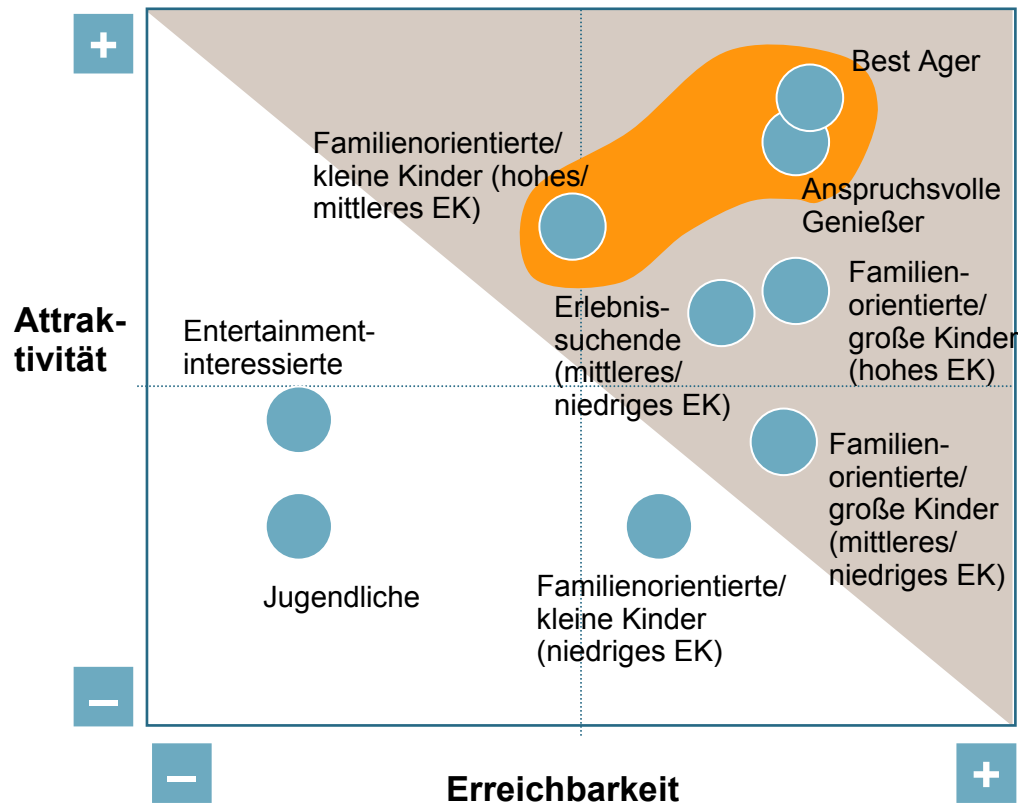 +
Best Ager
Familienorientierte/
kleine Kinder (hohes/
mittleres EK)
Anspruchsvolle
Genießer
Attrak-
tivität
Entertainment-
interessierte
Erlebnis-
suchende
(mittleres/
niedriges EK)
Familien-
orientierte/
große Kinder
(hohes EK)
Familien-
orientierte/
große Kinder
(mittleres/
niedriges EK)
Jugendliche
Familienorientierte/
kleine Kinder
(niedriges EK)
–
–
Erreichbarkeit
+